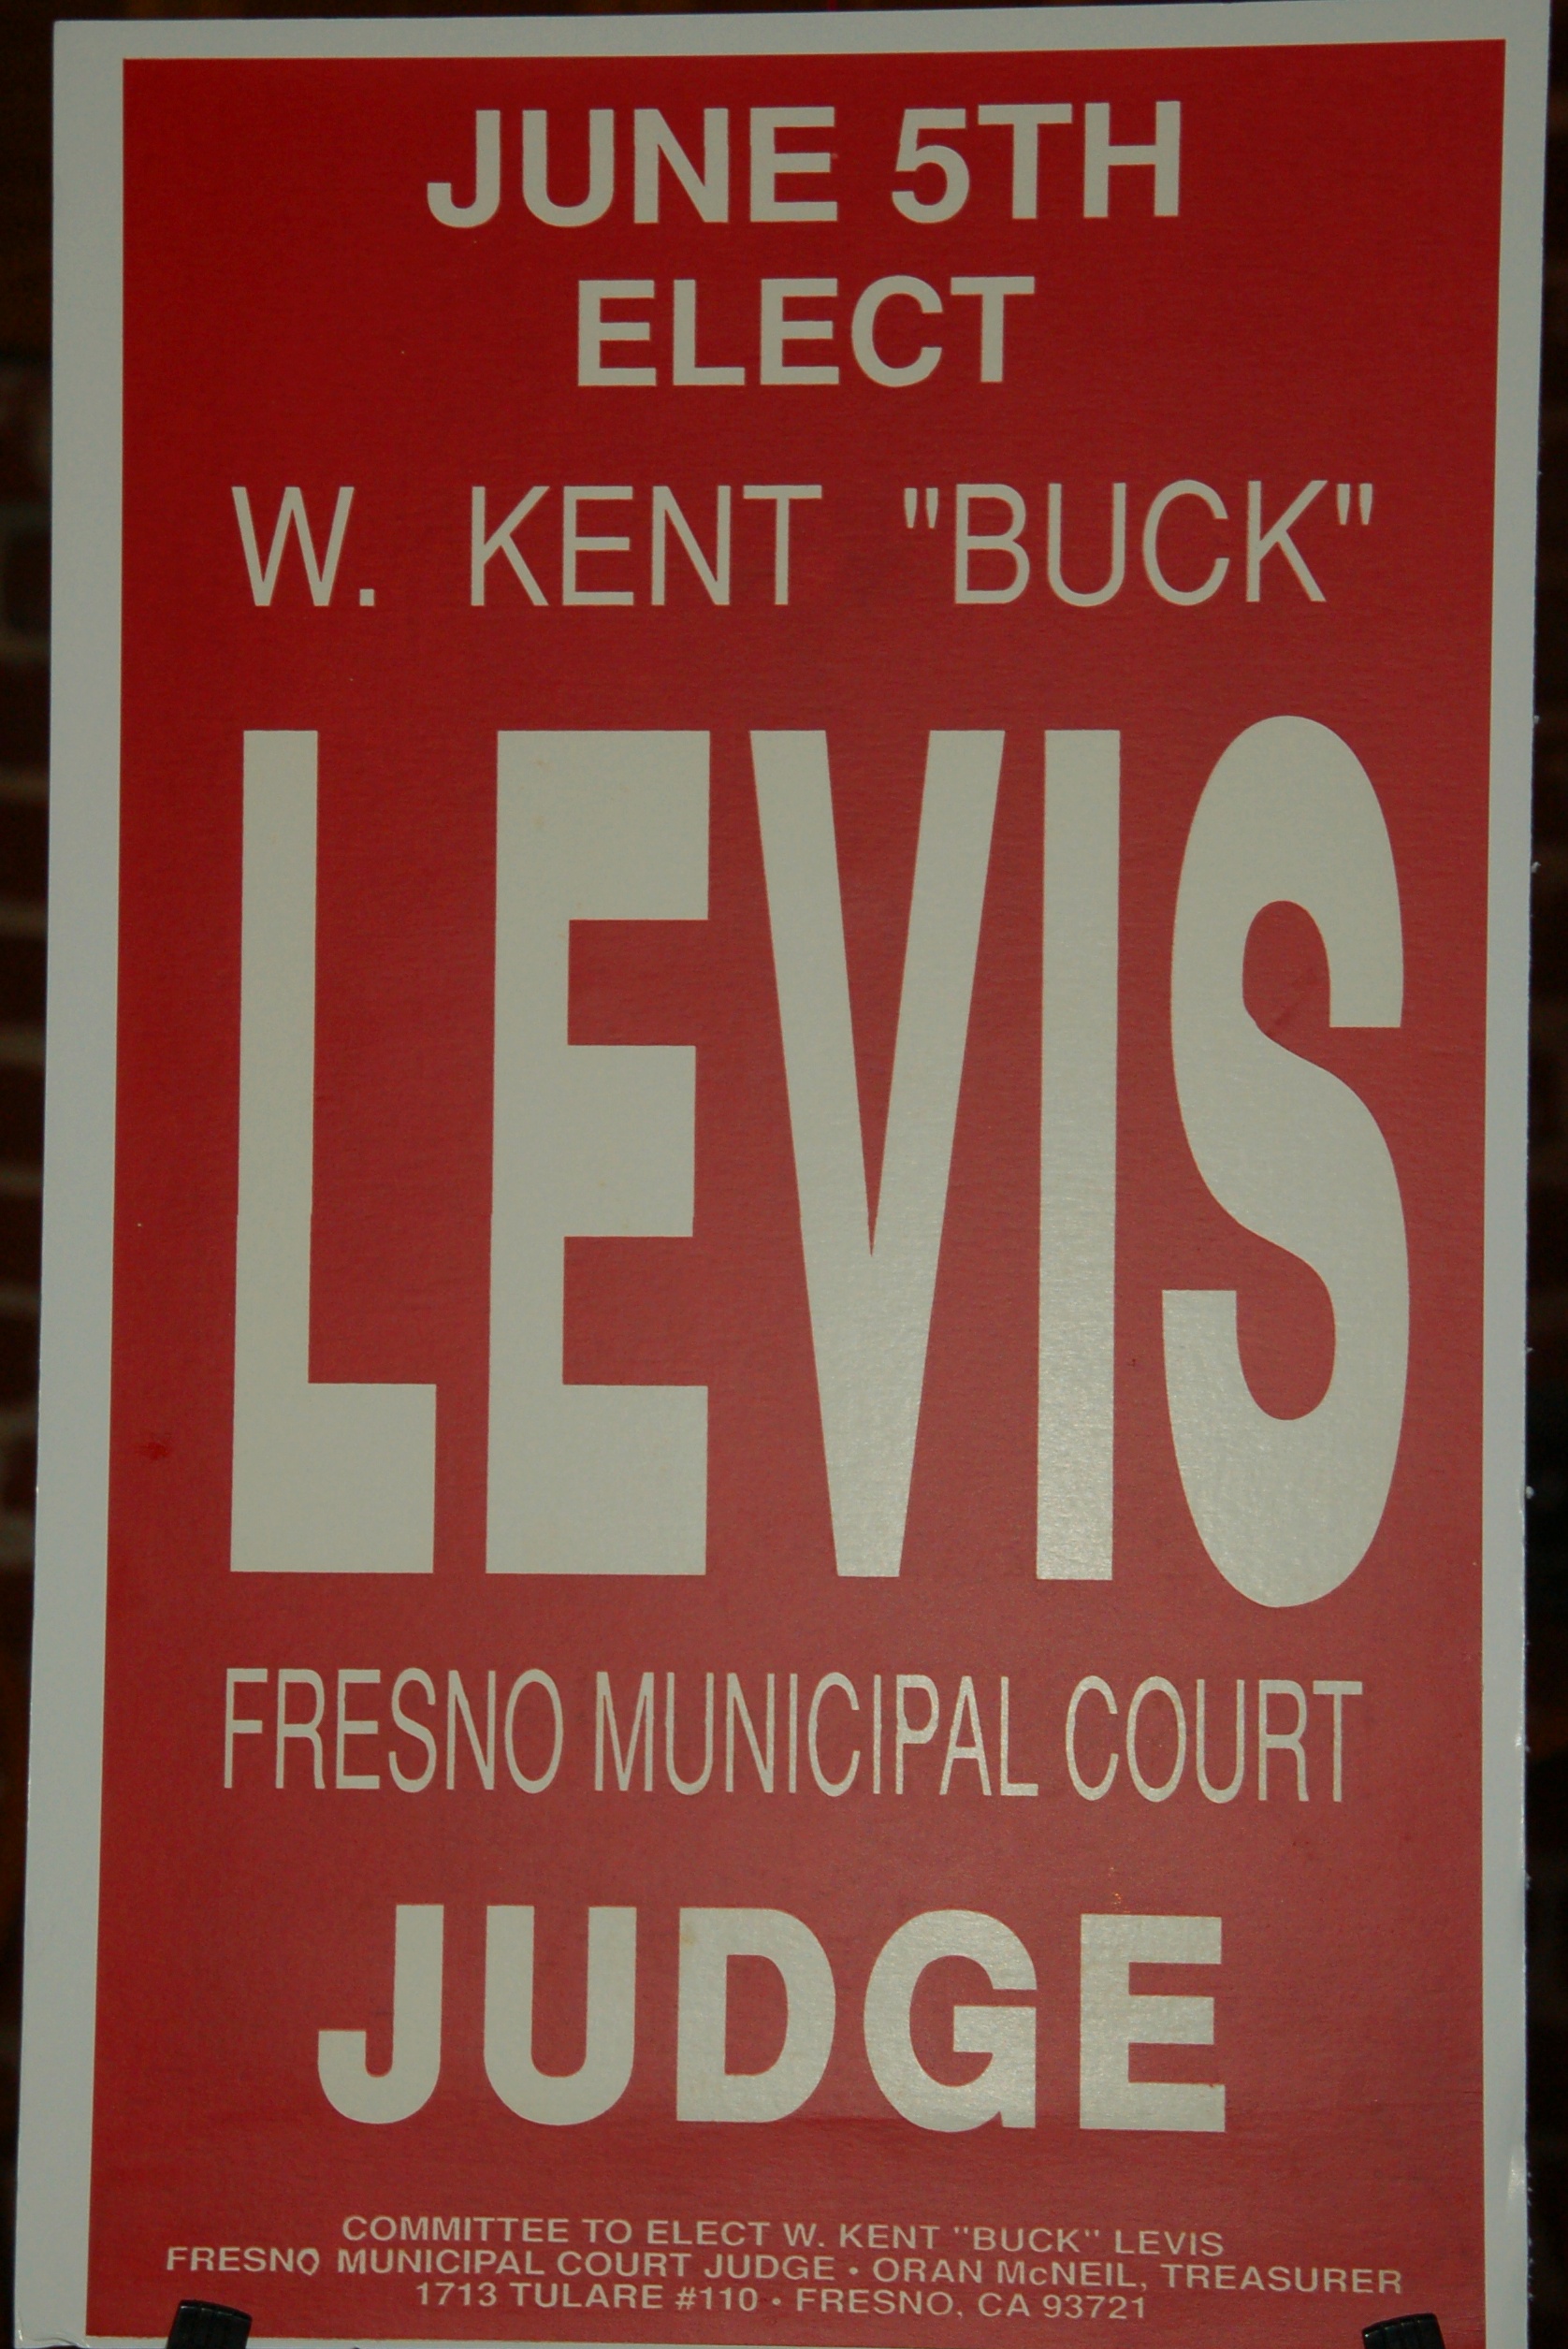 JUNE 5TH
ELECT
W. KENT "BUCK"
LEVIS
FRESNO MUNICIPAL COURT
JUDGE
COMMITTEE TO ELECT W. KENT "BUCK" LEVIS
FRESNO MUNICIPAL COURT JUDGE • ORAN McNEIL, TREASURER
1713 TULARE #110 • FRESNO, CA 93721